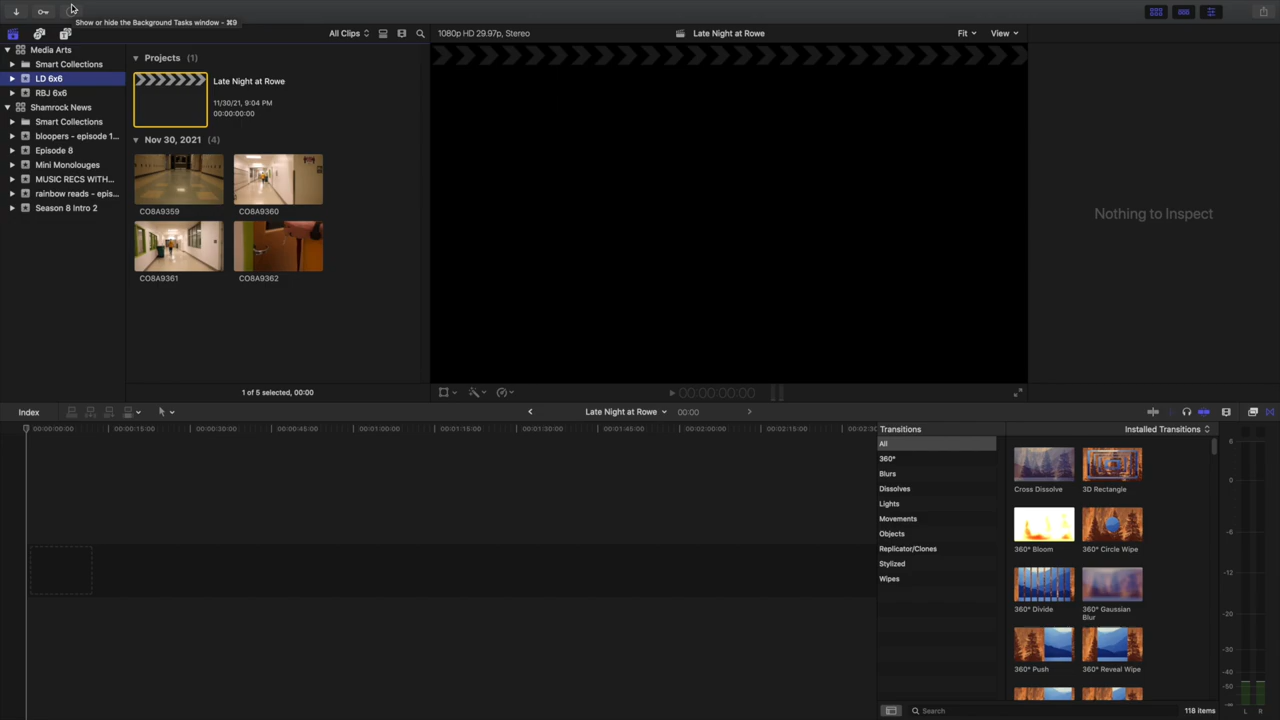 Show or hide the Background Tasks window - ⌘9
All Clips
1080p HD 29.97p, Stereo
Late Night at Rowe
Fit
View
Media Arts
Smart Collections
LD 6x6
RBJ 6x6
Shamrock News
Smart Collections
bloopers - episode 1...
Episode 8
Mini Monolouges
MUSIC RECS WITH...
rainbow reads - epis...
Season 8 Intro 2
Projects (1)
Late Night at Rowe
11/30/21, 9:04 PM
00:00:00:00
Nov 30, 2021 (4)
CO8A9359
CO8A9360
CO8A9361
CO8A9362
1 of 5 selected, 00:00
Nothing to Inspect
00:00:00:00
Index
Late Night at Rowe
00:00
00:00:00:00
00:00:15:00
00:00:30:00
00:00:45:00
00:01:00:00
00:01:15:00
00:01:30:00
00:01:45:00
00:02:00:00
00:02:15:00
00:02:30
Transitions
Installed Transitions
All
360°
Blurs
Dissolves
Lights
Movements
Objects
Replicator/Clones
Stylized
Wipes
Cross Dissolve
3D Rectangle
360° Bloom
360° Circle Wipe
360° Divide
360° Gaussian
Blur
360° Push
360° Reveal Wipe
Search
118 items
6
0
-6
-12
-20
-30
-40
-50
-∞
L
R